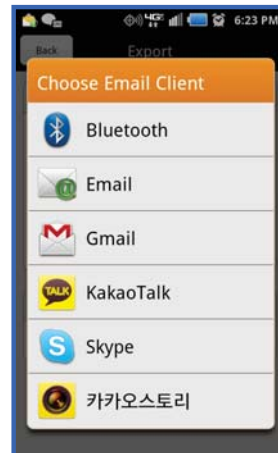 4G 6:23 PM
Back Export
Choose Email Client
Bluetooth
Email
Gmail
TALK KakaoTalk
Skype
카카오스토리